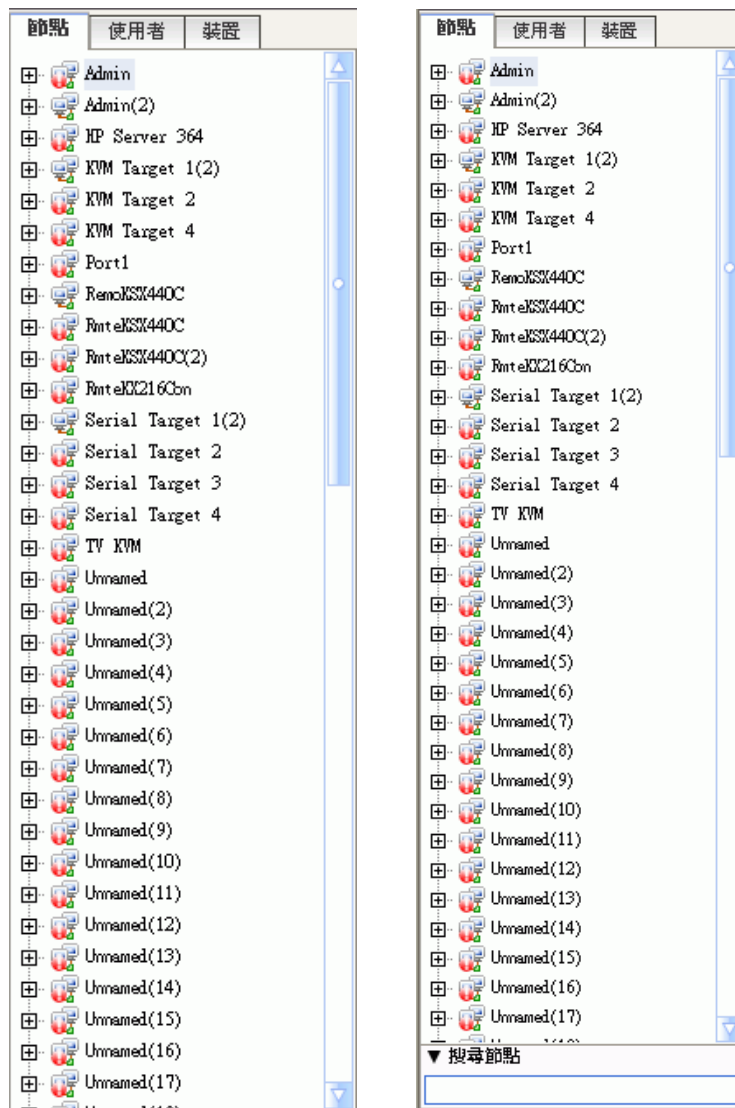 節點 使用者 裝置
Admin
Admin(2)
HP Server 364
KVM Target 1(2)
KVM Target 2
KVM Target 4
Port1
RemoKSX440C
RmteKSX440C
RmteKSX440C(2)
RmteKX216Con
Serial Target 1(2)
Serial Target 2
Serial Target 3
Serial Target 4
TV KVM
Unnamed
Unnamed(2)
Unnamed(3)
Unnamed(4)
Unnamed(5)
Unnamed(6)
Unnamed(7)
Unnamed(8)
Unnamed(9)
Unnamed(10)
Unnamed(11)
Unnamed(12)
Unnamed(13)
Unnamed(14)
Unnamed(15)
Unnamed(16)
Unnamed(17)
節點 使用者 裝置
Admin
Admin(2)
HP Server 364
KVM Target 1(2)
KVM Target 2
KVM Target 4
Port1
RemoKSX440C
RmteKSX440C
RmteKSX440C(2)
RmteKX216Con
Serial Target 1(2)
Serial Target 2
Serial Target 3
Serial Target 4
TV KVM
Unnamed
Unnamed(2)
Unnamed(3)
Unnamed(4)
Unnamed(5)
Unnamed(6)
Unnamed(7)
Unnamed(8)
Unnamed(9)
Unnamed(10)
Unnamed(11)
Unnamed(12)
Unnamed(13)
Unnamed(14)
Unnamed(15)
Unnamed(16)
Unnamed(17)
▼ 搜尋節點